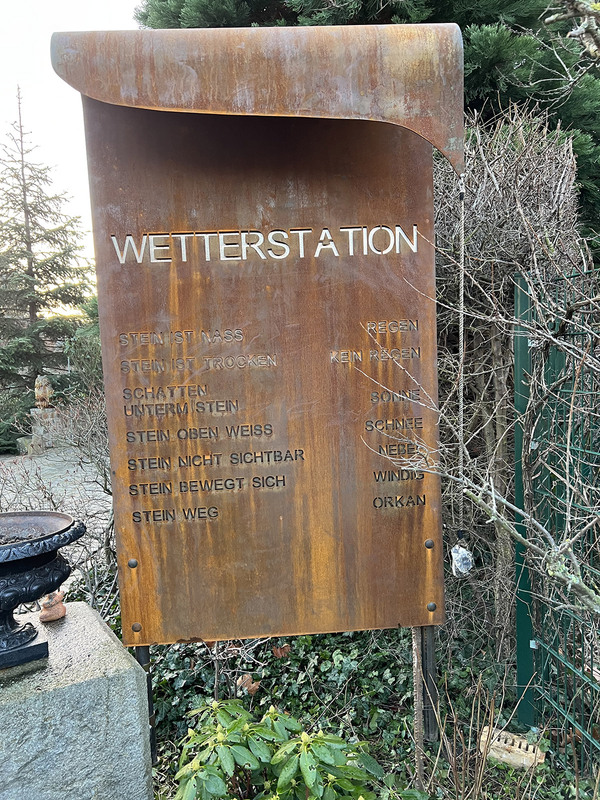 WETTERSTATION
STEIN IST NASS REGEN
STEIN IST TROCKEN KEIN REGEN
SCHATTEN
UNTERM STEIN SONNE
STEIN OBEN WEISS SCHNEE
STEIN NICHT SICHTBAR NEBEL
STEIN BEWEGT SICH WINDIG
STEIN WEG ORKAN